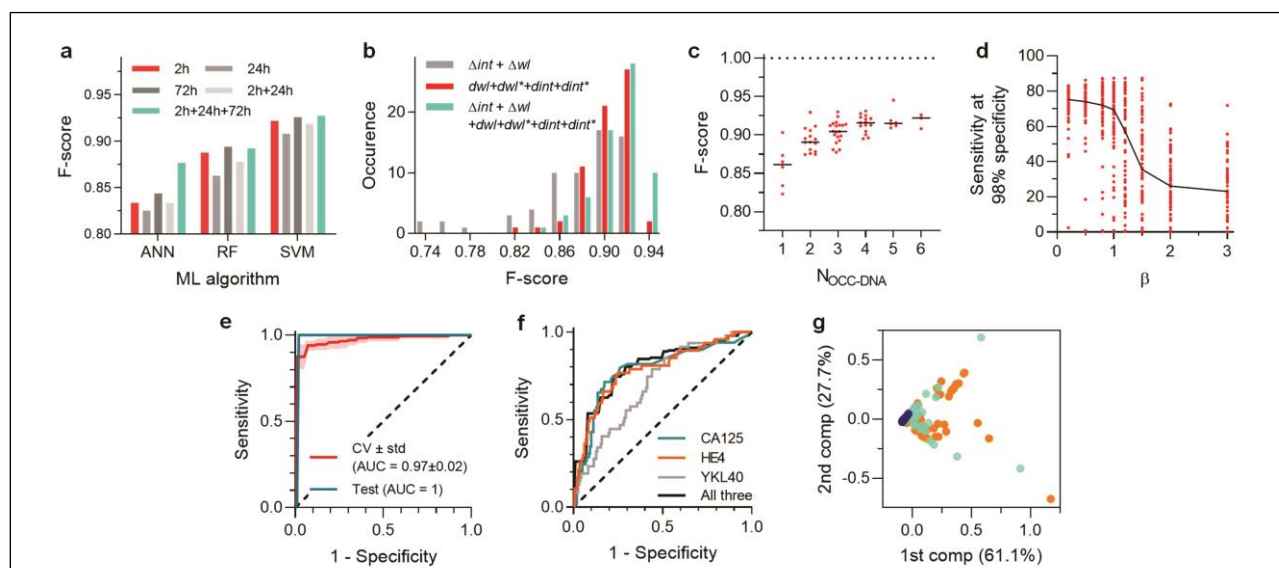 a
2h
24h
72h
2h+24h
2h+24h+72h
F-score
0.95
0.90
0.85
0.80
ANN
RF
SVM
ML algorithm
b
Δint + Δwl
dwl+dwl*+dint+dint*
Δint + Δwl
+dwl+dwl*+dint+dint*
Occurence
20
10
0
0.74
0.78
0.82
0.86
0.90
0.94
F-score
c
F-score
1.00
0.95
0.90
0.85
0.80
1
2
3
4
5
6
NOCC-DNA
d
Sensitivity at
98% specificity
100
80
60
40
20
0
0
1
2
3
β
e
Sensitivity
1.0
0.5
0.0
CV ± std
(AUC = 0.97±0.02)
Test (AUC = 1)
0.0
0.5
1.0
1 - Specificity
f
Sensitivity
1.0
0.5
0.0
CA125
HE4
YKL40
All three
0.0
0.5
1.0
1 - Specificity
g
2nd comp (27.7%)
0.5
0.0
-0.5
0.0
0.5
1.0
1st comp (61.1%)